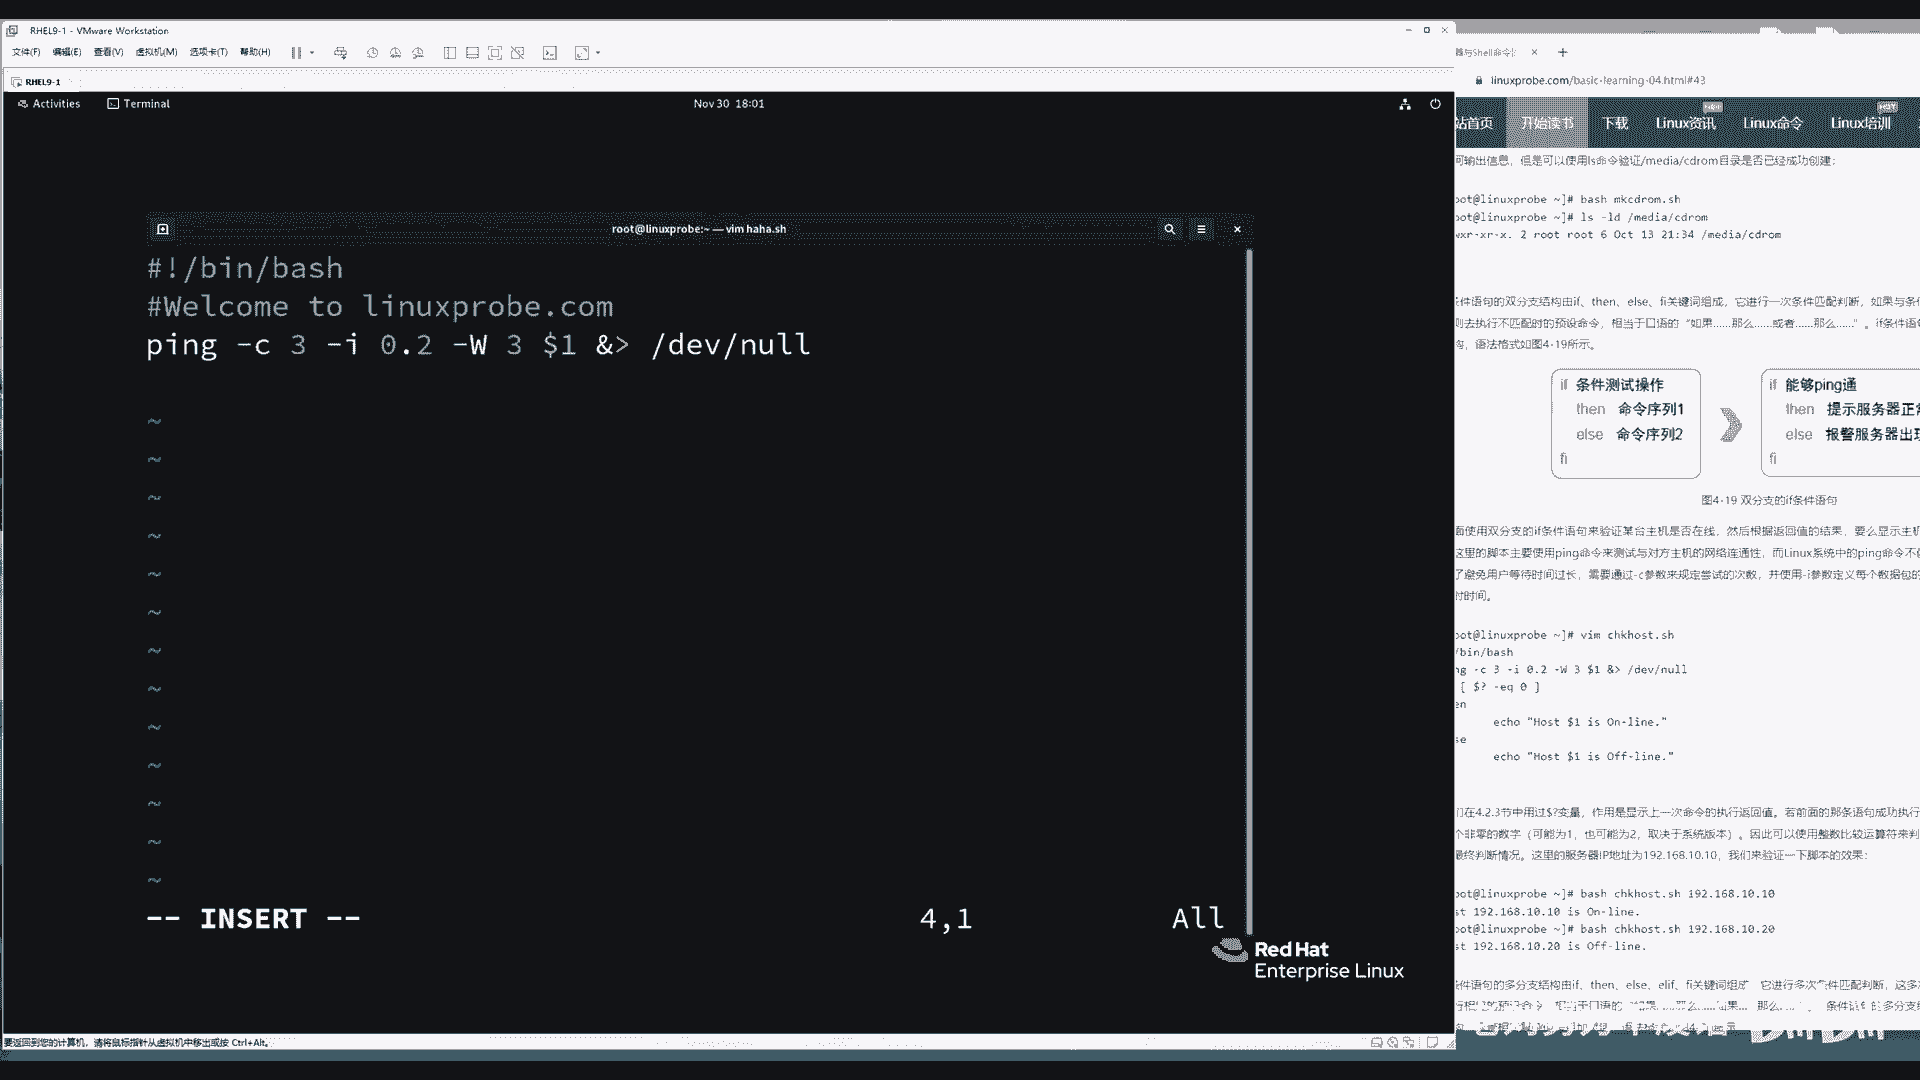 RHEL9-1 - VMware Workstation
文件(F) 编辑(E) 查看(V) 虚拟机(M) 选项卡(T) 帮助(H)
RHEL9-1
Activities Terminal Nov 30 18:01
root@linuxprobe:~ — vim haha.sh
#!/bin/bash
#Welcome to linuxprobe.com
ping -c 3 -i 0.2 -W 3 $1 &> /dev/null
~
~
~
~
~
~
~
~
~
~
~
~
~
-- INSERT -- 4,1 All
Red Hat
Enterprise Linux
要返回到您的计算机，请将鼠标指针从虚拟机中移出或按 Ctrl+Alt。
linuxprobe.com/basic-learning-04.html#43
站首页 开始读书 下载 Linux资讯 Linux命令 Linux培训
HOT
何输出信息，但是可以使用ls命令验证/media/cdrom目录是否已经成功创建：
oot@linuxprobe ~]# bash mkcdrom.sh
oot@linuxprobe ~]# ls -ld /media/cdrom
wxr-xr-x. 2 root root 6 Oct 13 21:34 /media/cdrom
条件语句的双分支结构由if、then、else、fi关键词组成，它进行一次条件匹配判断，如果与条
则去执行不匹配时的预设命令，相当于口语的“如果……那么……或者……那么……”。if条件语
构，语法格式如图4-19所示。
if 条件测试操作
then 命令序列1
else 命令序列2
fi
if 能够ping通
then 提示服务器正
else 报警服务器出
fi
图4-19 双分支的if条件语句
面使用双分支的if条件语句来验证某台主机是否在线，然后根据返回值的结果，要么显示主
这里的脚本主要使用ping命令来测试与对方主机的网络连通性，而Linux系统中的ping命令不
了避免用户等待时间过长，需要通过-c参数来规定尝试的次数，并使用-i参数定义每个数据包的
时时间。
oot@linuxprobe ~]# vim chkhost.sh
/bin/bash
ng -c 3 -i 0.2 -W 3 $1 &> /dev/null
[ $? -eq 0 ]
en
echo "Host $1 is On-line."
se
echo "Host $1 is Off-line."
们在4.2.3节中用过$?变量，作用是显示上一次命令的执行返回值。若前面的那条语句成功执行
个非零的数字（可能为1，也可能为2，取决于系统版本）。因此可以使用整数比较运算符来判
最终判断情况。这里的服务器IP地址为192.168.10.10，我们来验证一下脚本的效果：
oot@linuxprobe ~]# bash chkhost.sh 192.168.10.10
st 192.168.10.10 is On-line.
oot@linuxprobe ~]# bash chkhost.sh 192.168.10.20
st 192.168.10.20 is Off-line.
条件语句的多分支结构由if、then、else、elif、fi关键词组成，它进行多次条件匹配判断，这多